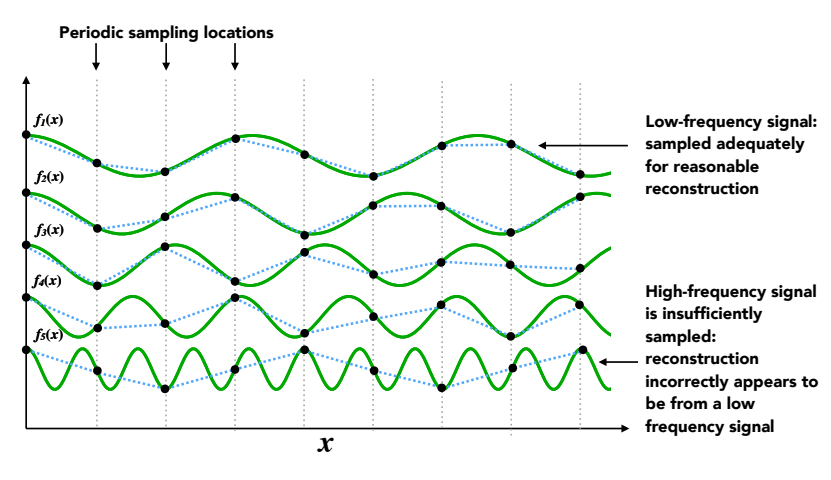 Periodic sampling locations
f1(x)
f2(x)
f3(x)
f4(x)
f5(x)
x
Low-frequency signal:
sampled adequately
for reasonable
reconstruction
High-frequency signal
is insufficiently
sampled:
reconstruction
incorrectly appears to
be from a low
frequency signal